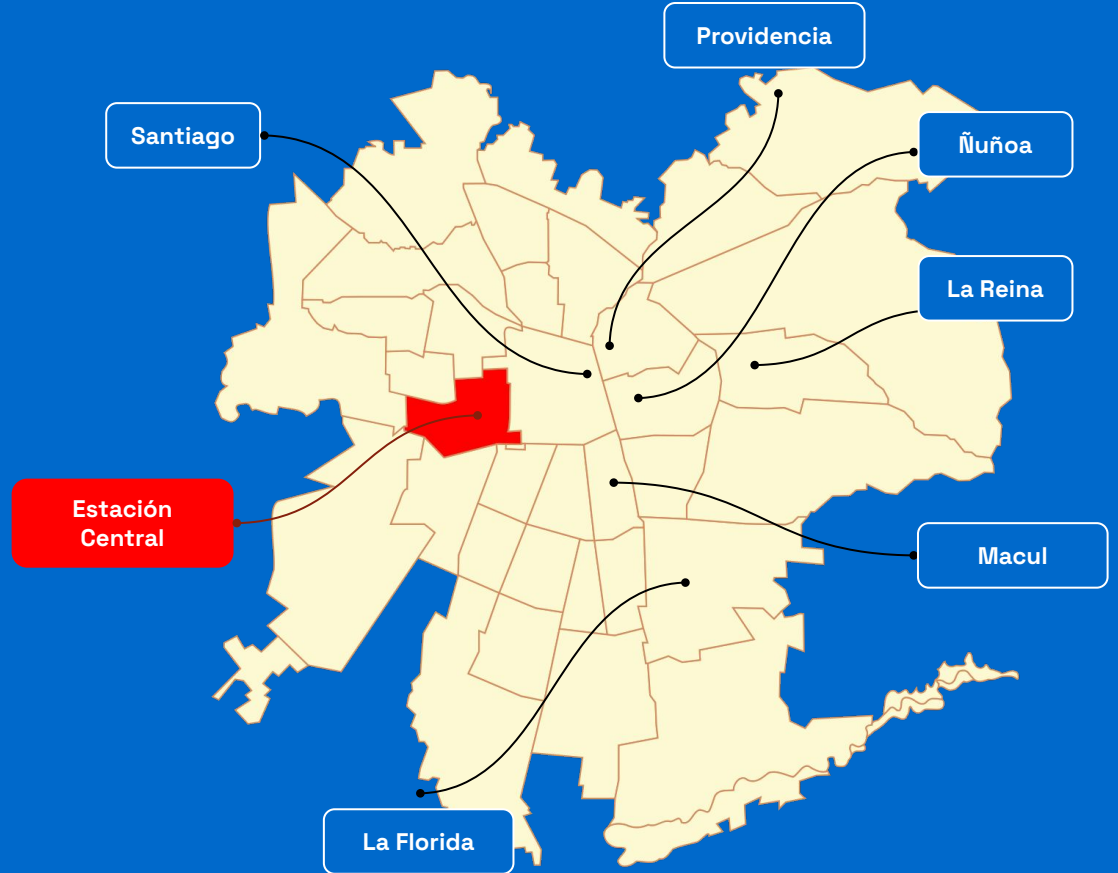 Providencia
Santiago
Ñuñoa
La Reina
Estación
Central
Macul
La Florida